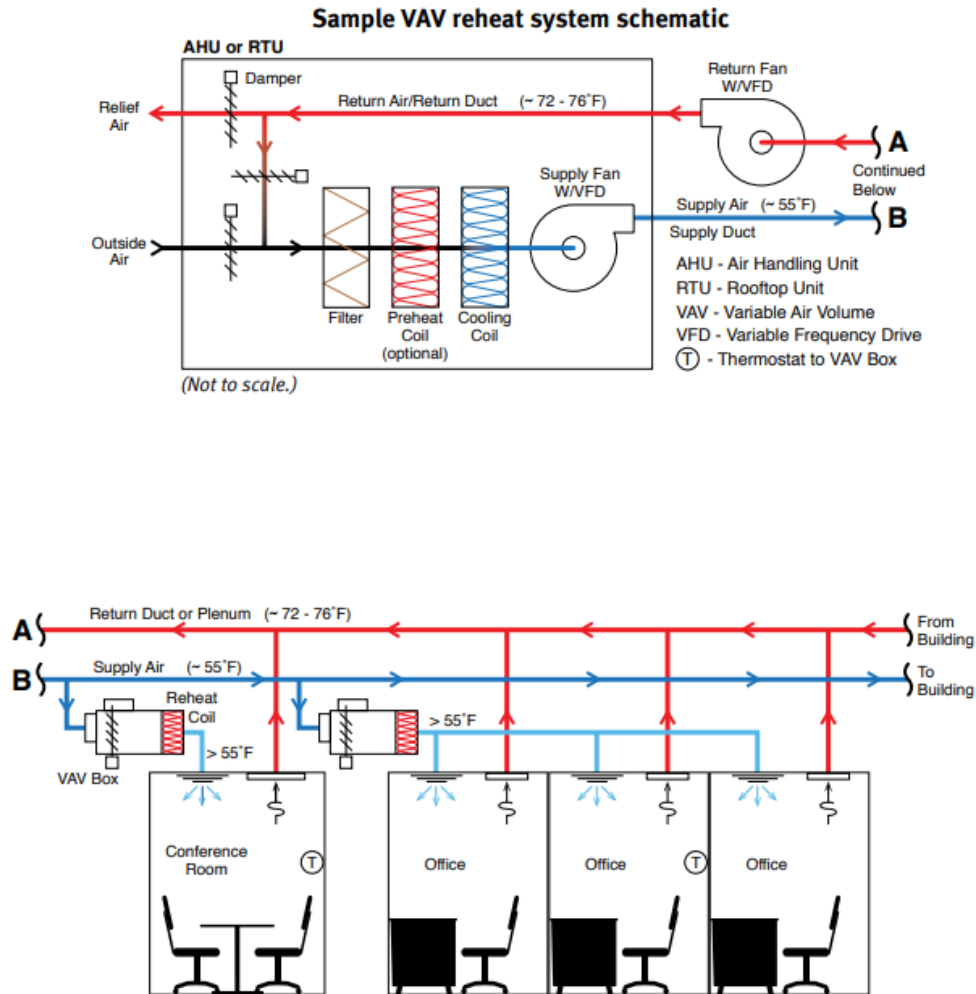 Sample VAV reheat system schematic
AHU or RTU
Damper
Return Fan
W/VFD
Relief
Air
Return Air/Return Duct (~ 72 - 76˚F)
A
Continued
Below
Supply Fan
W/VFD
Supply Air (~ 55˚F)
B
Supply Duct
Outside
Air
AHU - Air Handling Unit
RTU - Rooftop Unit
VAV - Variable Air Volume
VFD - Variable Frequency Drive
T - Thermostat to VAV Box
Filter
Preheat
Coil
(optional)
Cooling
Coil
(Not to scale.)
A
Return Duct or Plenum (~ 72 - 76˚F)
From
Building
B
Supply Air (~ 55˚F)
To
Building
Reheat
Coil
> 55˚F
> 55˚F
VAV Box
Conference
Room
T
Office
Office
T
Office